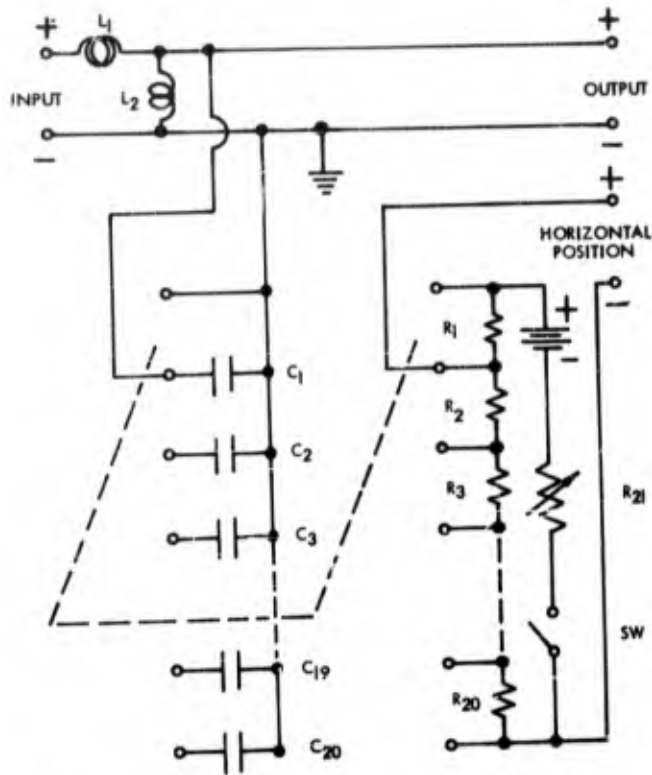 + L1 +
INPUT L2 OUTPUT
− −
+
HORIZONTAL
POSITION
−
+
−
R1
C1
R2
C2
R3
R21
C3
SW
C19
R20
C20